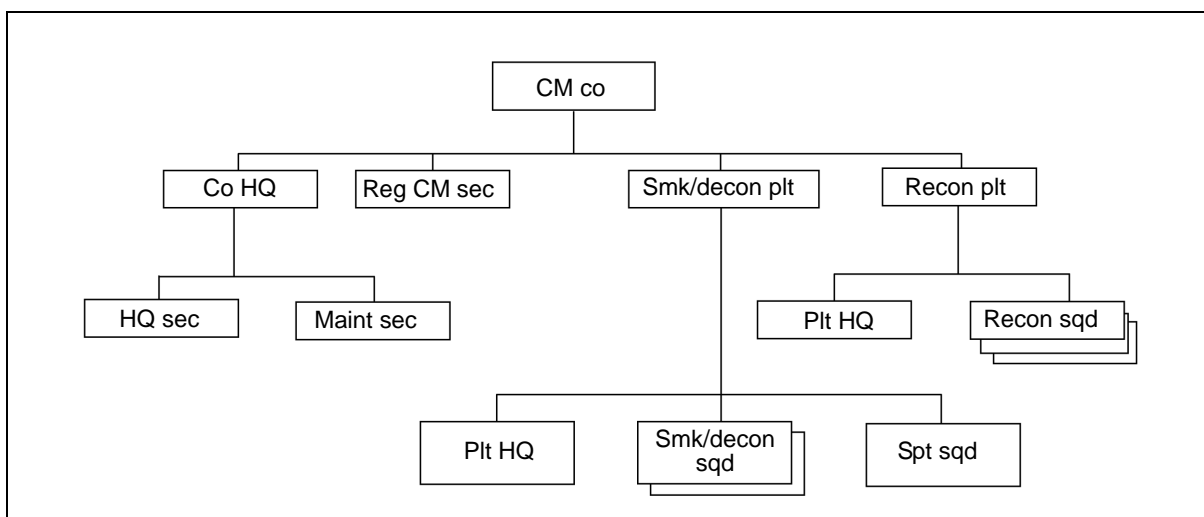 CM co
Co HQ
Reg CM sec
Smk/decon plt
Recon plt
HQ sec
Maint sec
Plt HQ
Recon sqd
Plt HQ
Smk/decon
sqd
Spt sqd